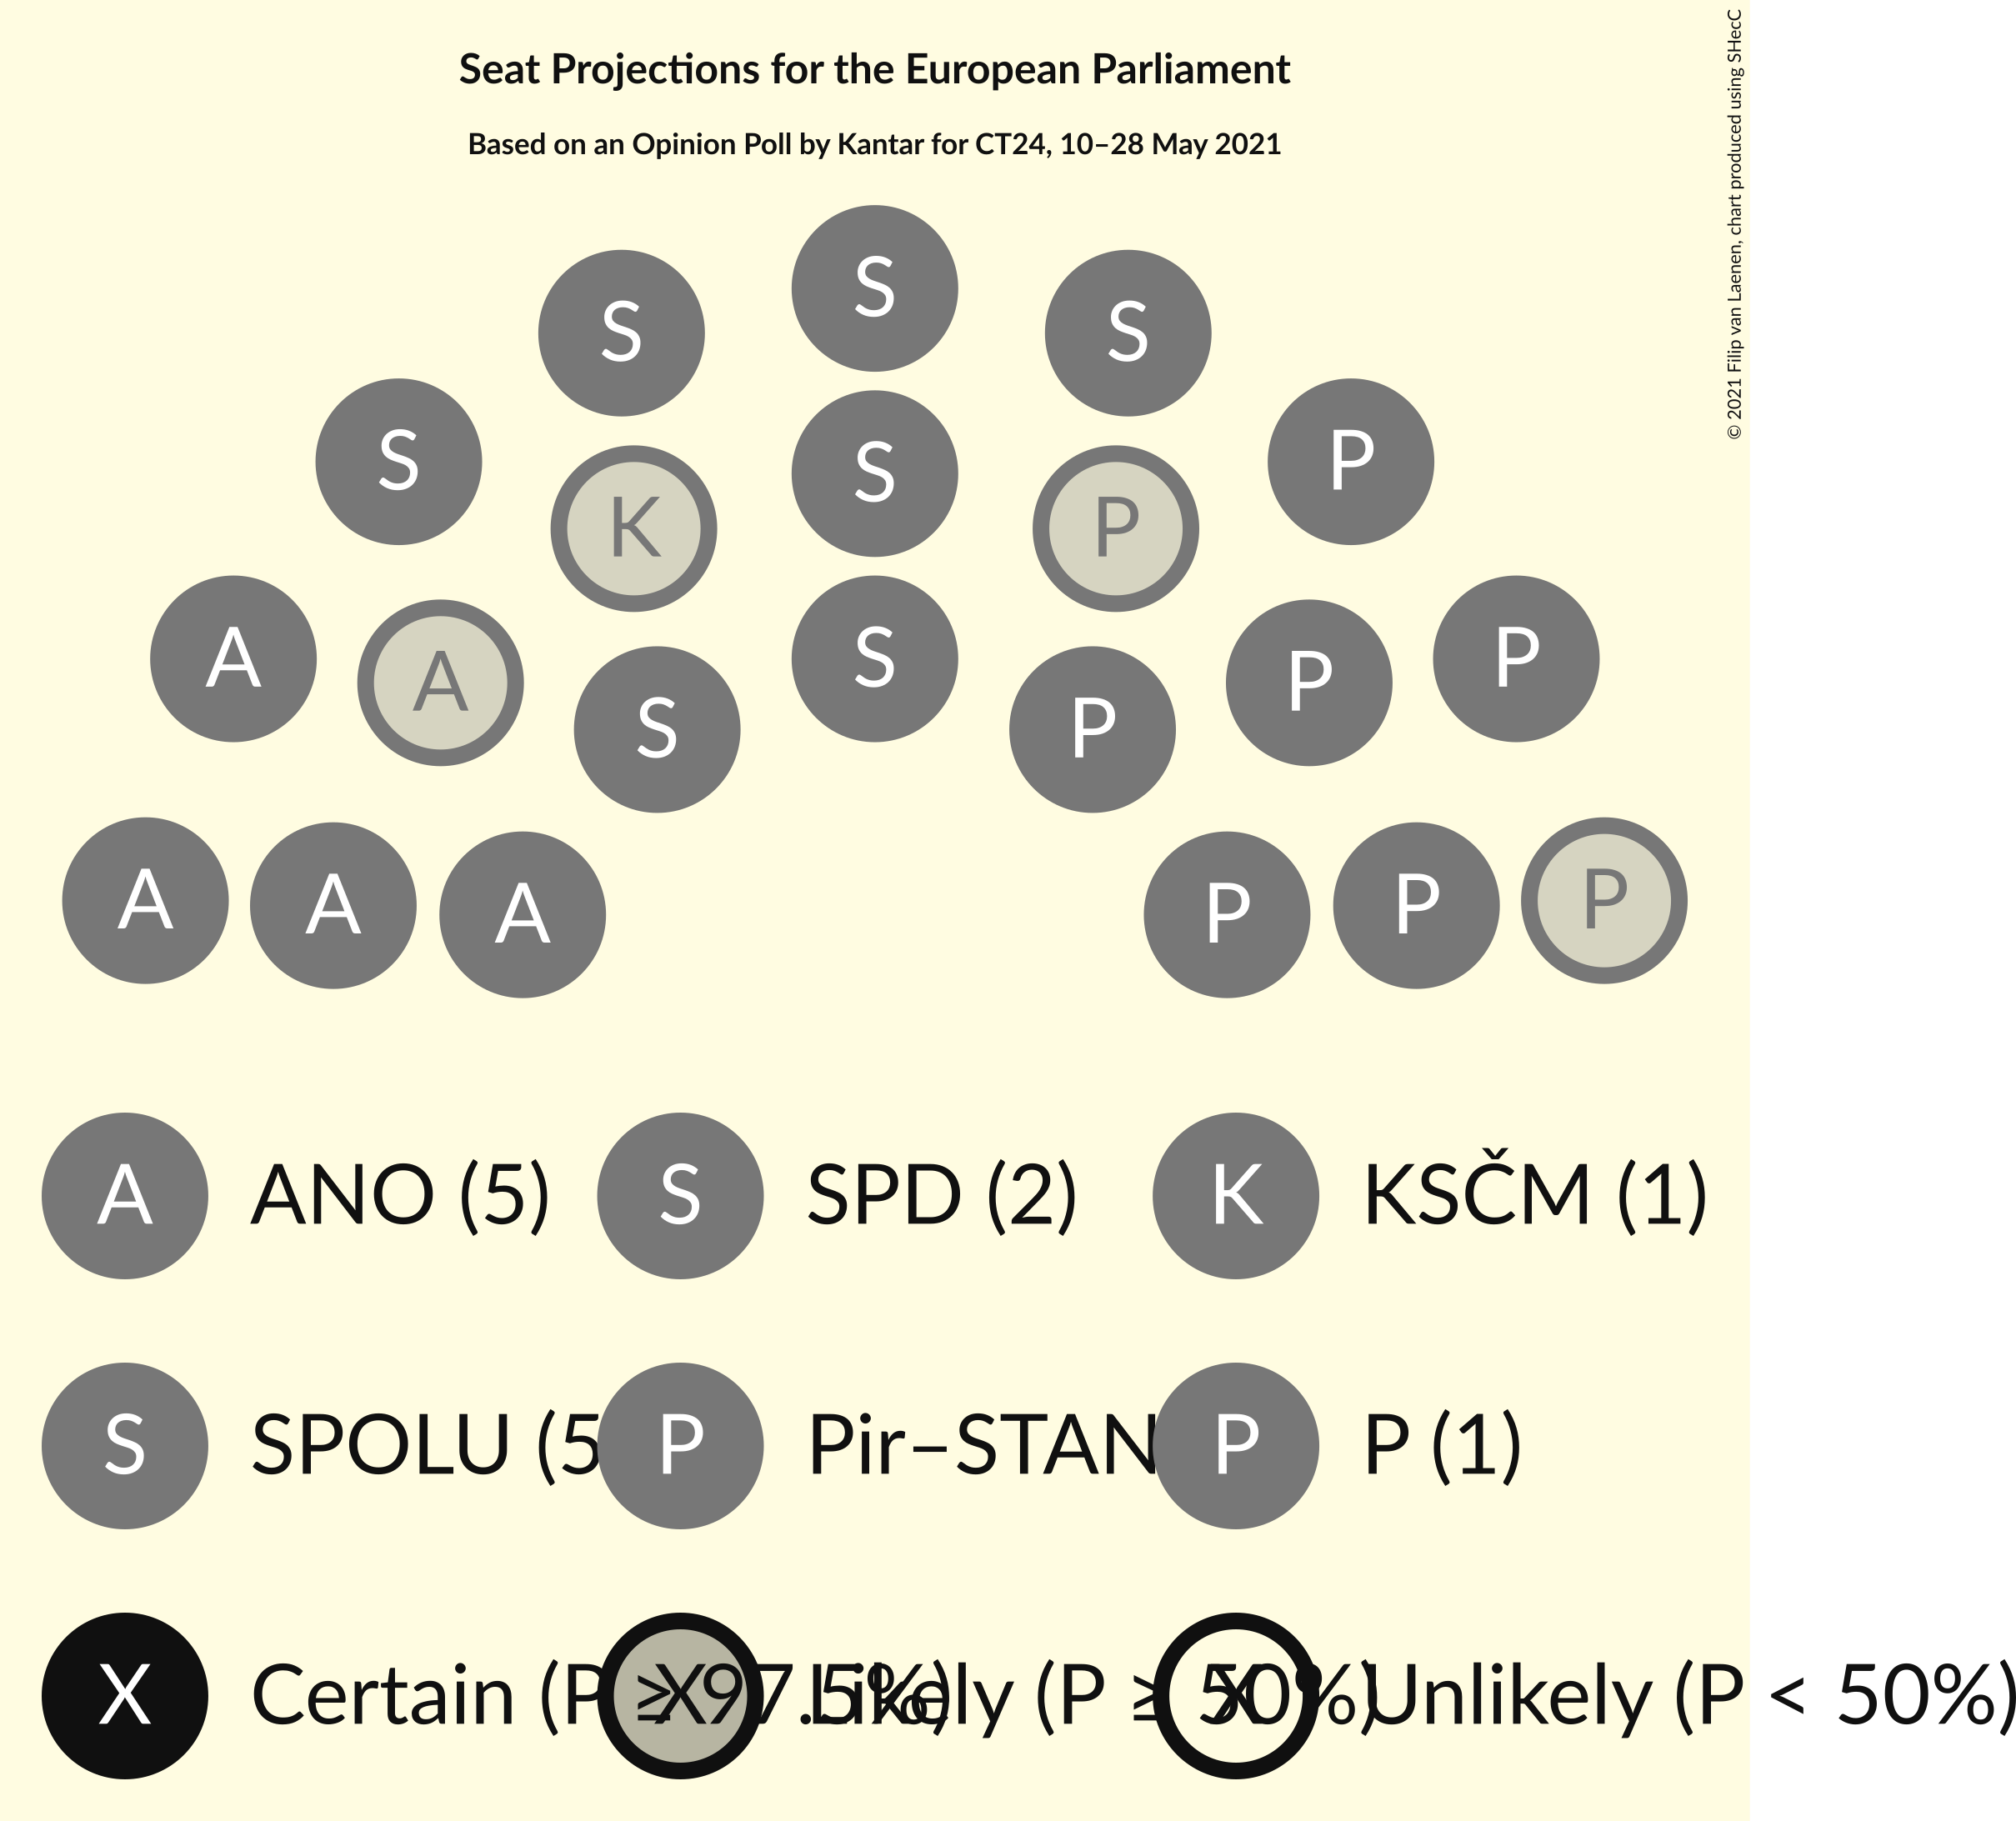 Seat Projections for the European Parliament
Based on an Opinion Poll by Kantar for CT24, 10–28 May 2021
© 2021 Filip van Laenen, chart produced using SHecC
S
S S
S P
S
K P
A P
S
A P
S P
A P
A P
A P
A ANO (5) S SPD (2) K KSČM (1)
S SPOLU (5 P Pir–STAN P P (1)
X Certain (P ≥ 97.5%) X Likely (P ≥ 50%) X Unlikely (P < 50%)